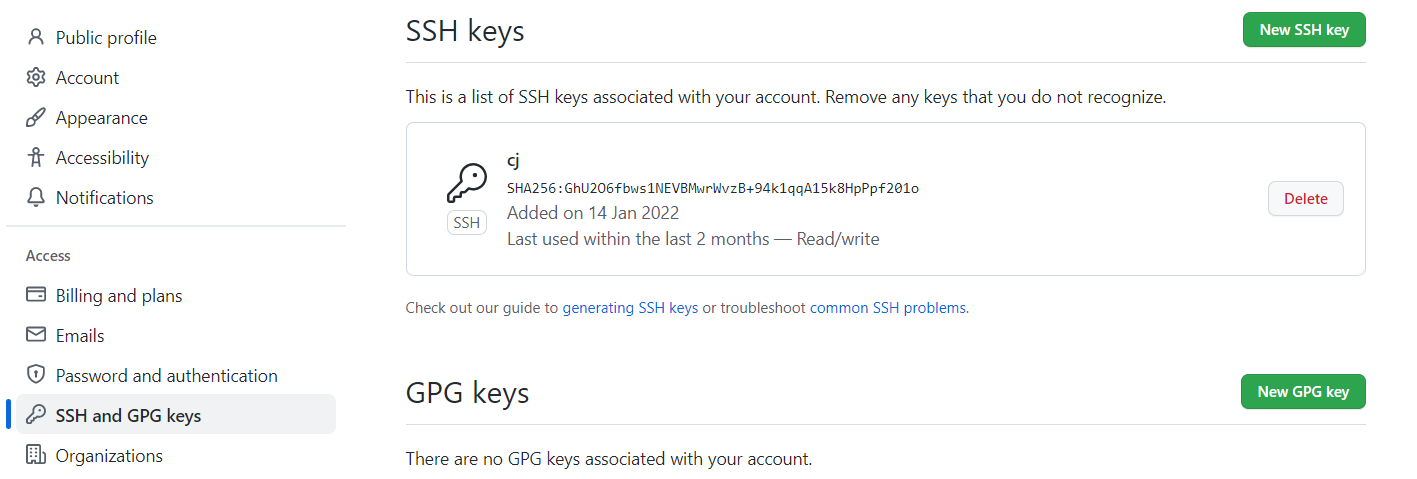 Public profile
Account
Appearance
Accessibility
Notifications
Access
Billing and plans
Emails
Password and authentication
SSH and GPG keys
Organizations
SSH keys
New SSH key
This is a list of SSH keys associated with your account. Remove any keys that you do not recognize.
cj
SHA256:GhU2O6fbws1NEVBMwrWvzB+94k1qqA15k8HpPpf201o
Added on 14 Jan 2022
Last used within the last 2 months — Read/write
SSH
Delete
Check out our guide to generating SSH keys or troubleshoot common SSH problems.
GPG keys
New GPG key
There are no GPG keys associated with your account.